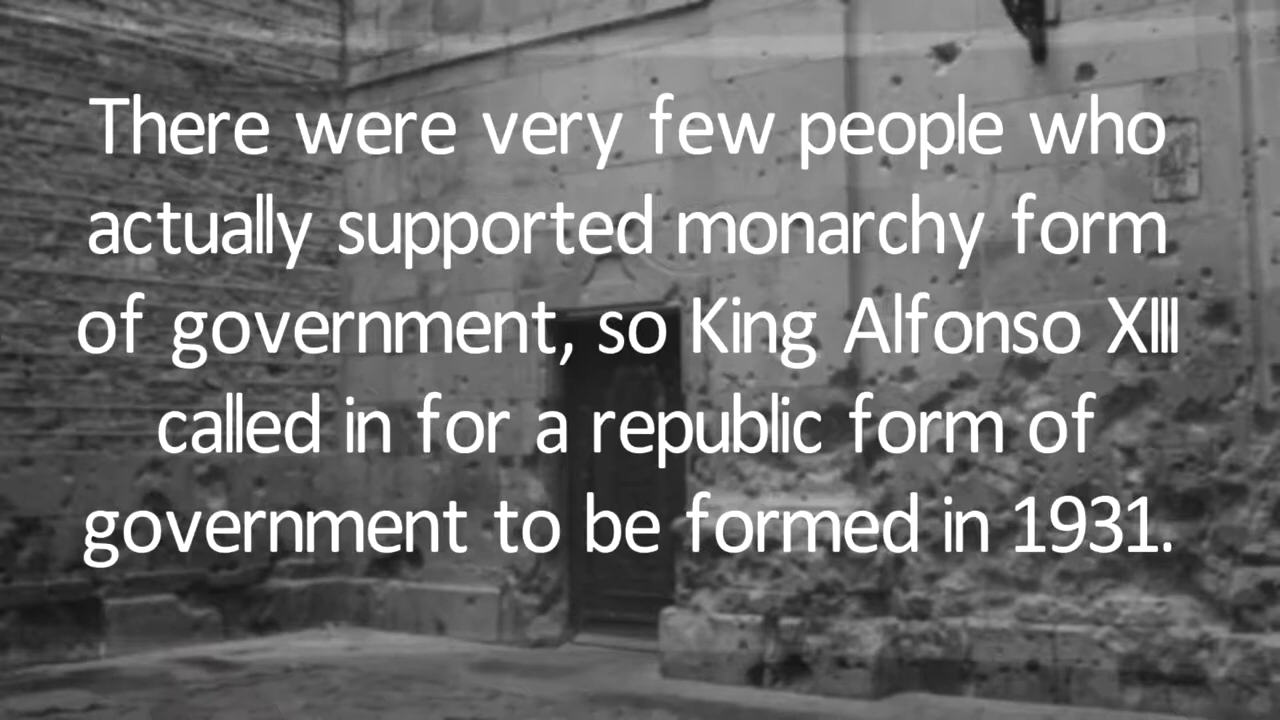 There were very few people who
actually supported monarchy form
of government, so King Alfonso XIII
called in for a republic form of
government to be formed in 1931.